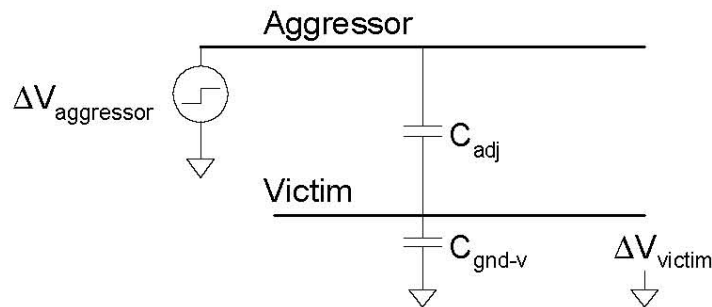 Aggressor
ΔVaggressor
Cadj
Victim
Cgnd-v
ΔVvictim